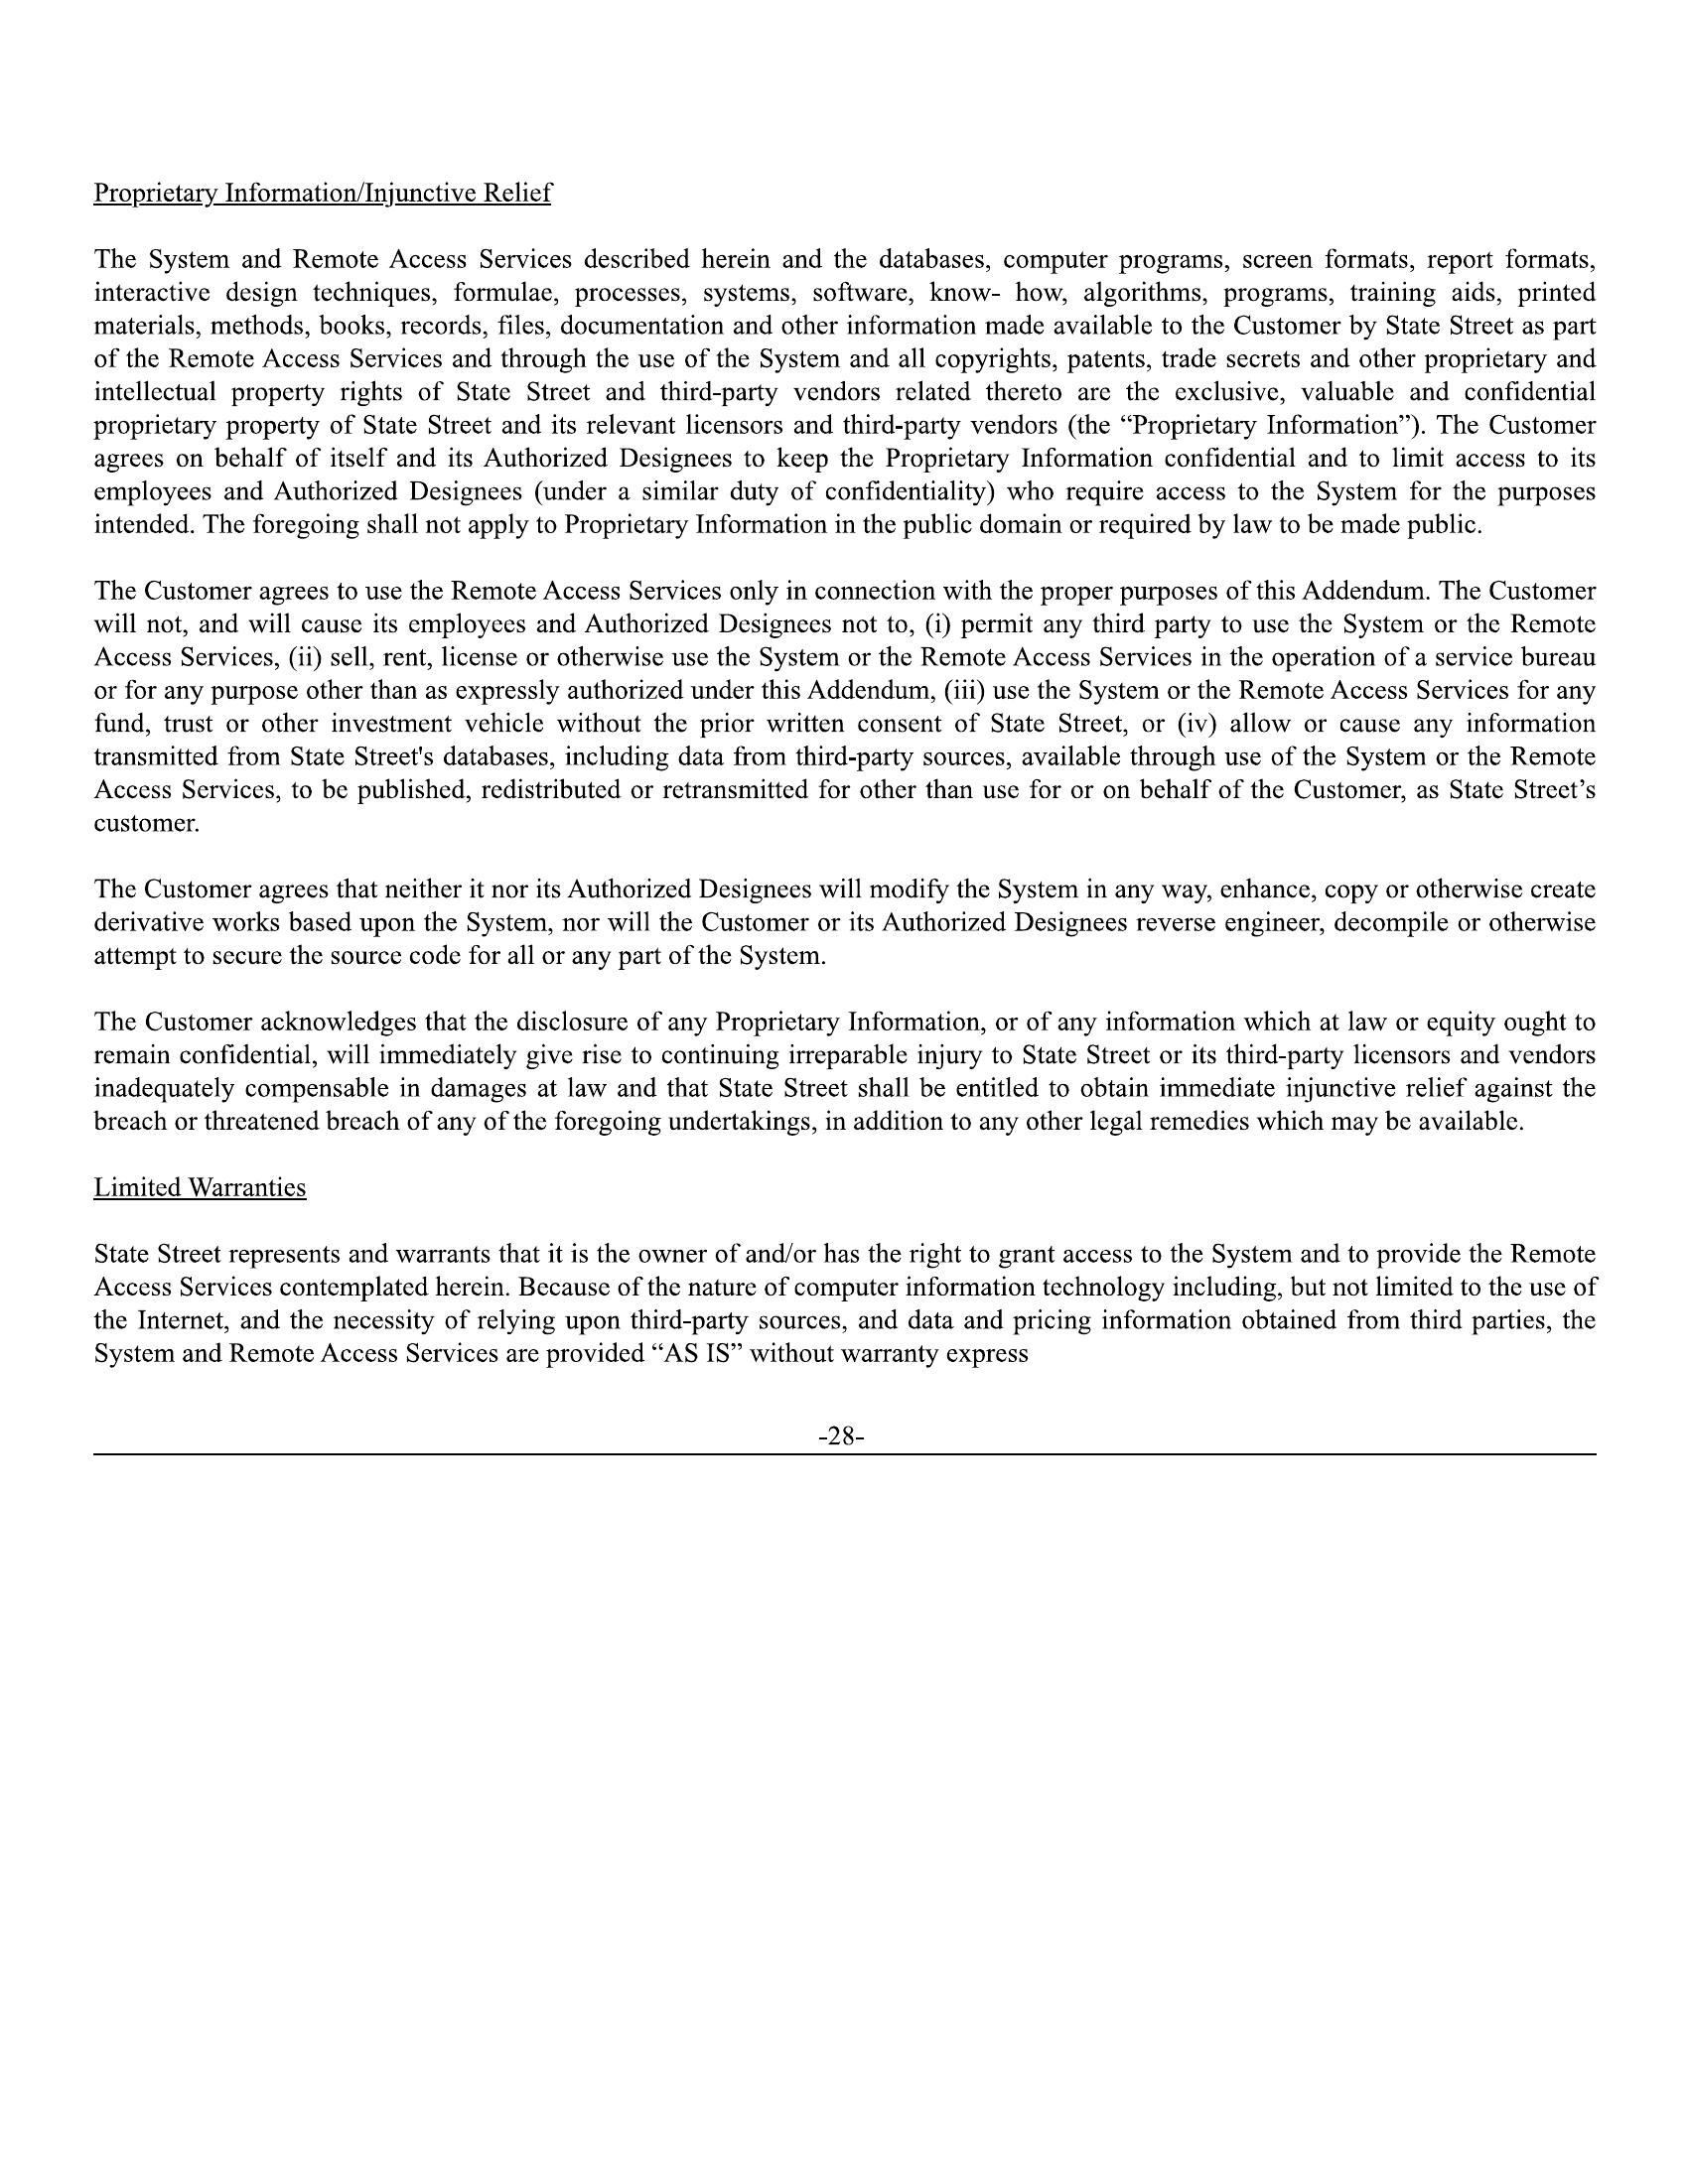 Proprietary Information/Injunctive Relief
The System and Remote Access Services described herein and the databases, computer programs, screen formats, report formats,
interactive design techniques, formulae, processes, systems, software, know- how, algorithms, programs, training aids, printed
materials, methods, books, records, files, documentation and other information made available to the Customer by State Street as part
of the Remote Access Services and through the use of the System and all copyrights, patents, trade secrets and other proprietary and
intellectual property rights of State Street and third-party vendors related thereto are the exclusive, valuable and confidential
proprietary property of State Street and its relevant licensors and third-party vendors (the “Proprietary Information”). The Customer
agrees on behalf of itself and its Authorized Designees to keep the Proprietary Information confidential and to limit access to its
employees and Authorized Designees (under a similar duty of confidentiality) who require access to the System for the purposes
intended. The foregoing shall not apply to Proprietary Information in the public domain or required by law to be made public.
The Customer agrees to use the Remote Access Services only in connection with the proper purposes of this Addendum. The Customer
will not, and will cause its employees and Authorized Designees not to, (i) permit any third party to use the System or the Remote
Access Services, (ii) sell, rent, license or otherwise use the System or the Remote Access Services in the operation of a service bureau
or for any purpose other than as expressly authorized under this Addendum, (iii) use the System or the Remote Access Services for any
fund, trust or other investment vehicle without the prior written consent of State Street, or (iv) allow or cause any information
transmitted from State Street's databases, including data from third-party sources, available through use of the System or the Remote
Access Services, to be published, redistributed or retransmitted for other than use for or on behalf of the Customer, as State Street’s
customer.
The Customer agrees that neither it nor its Authorized Designees will modify the System in any way, enhance, copy or otherwise create
derivative works based upon the System, nor will the Customer or its Authorized Designees reverse engineer, decompile or otherwise
attempt to secure the source code for all or any part of the System.
The Customer acknowledges that the disclosure of any Proprietary Information, or of any information which at law or equity ought to
remain confidential, will immediately give rise to continuing irreparable injury to State Street or its third-party licensors and vendors
inadequately compensable in damages at law and that State Street shall be entitled to obtain immediate injunctive relief against the
breach or threatened breach of any of the foregoing undertakings, in addition to any other legal remedies which may be available.
Limited Warranties
State Street represents and warrants that it is the owner of and/or has the right to grant access to the System and to provide the Remote
Access Services contemplated herein. Because of the nature of computer information technology including, but not limited to the use of
the Internet, and the necessity of relying upon third-party sources, and data and pricing information obtained from third parties, the
System and Remote Access Services are provided “AS IS” without warranty express
-28-